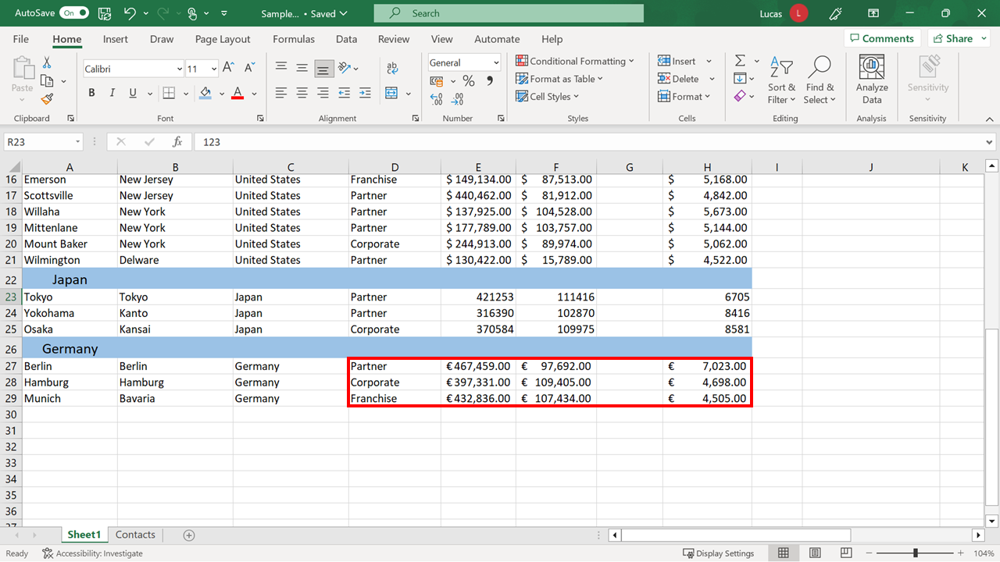 AutoSave On Sample... • Saved Search Lucas L
File Home Insert Draw Page Layout Formulas Data Review View Automate Help Comments Share
Paste Calibri 11 ab General Conditional Formatting Insert Sort & Find & Analyze Sensitivity
B I U A % Format as Table Delete Filter Select Data
Cell Styles Format
Clipboard Font Alignment Number Styles Cells Editing Analysis Sensitivity
R23 fx 123
A B C D E F G H I J K
16 Emerson New Jersey United States Franchise $ 149,134.00 $ 87,513.00 $ 5,168.00
17 Scottsville New Jersey United States Partner $ 440,462.00 $ 81,912.00 $ 4,842.00
18 Willaha New York United States Partner $ 137,925.00 $ 104,528.00 $ 5,673.00
19 Mittenlane New York United States Partner $ 177,789.00 $ 103,757.00 $ 5,144.00
20 Mount Baker New York United States Corporate $ 244,913.00 $ 89,974.00 $ 5,062.00
21 Wilmington Delware United States Partner $ 130,422.00 $ 15,789.00 $ 4,522.00
22 Japan
23 Tokyo Tokyo Japan Partner 421253 111416 6705
24 Yokohama Kanto Japan Partner 316390 102870 8416
25 Osaka Kansai Japan Corporate 370584 109975 8581
26 Germany
27 Berlin Berlin Germany Partner € 467,459.00 € 97,692.00 € 7,023.00
28 Hamburg Hamburg Germany Corporate € 397,331.00 € 109,405.00 € 4,698.00
29 Munich Bavaria Germany Franchise € 432,836.00 € 107,434.00 € 4,505.00
30
31
32
33
34
35
36
37
Sheet1 Contacts
Ready Accessibility: Investigate Display Settings 104%